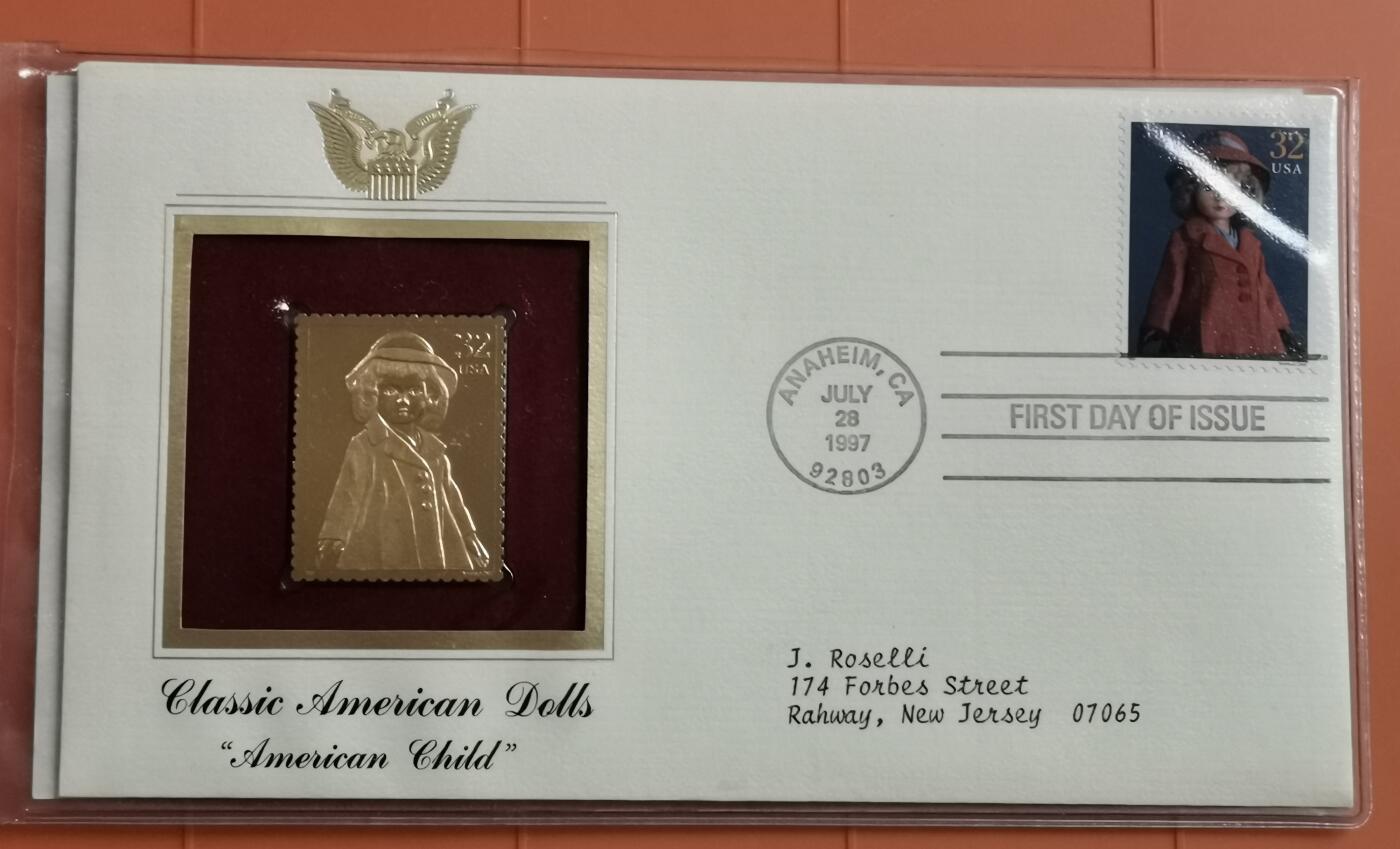 32
USA
32
USA
ANAHEIM, CA
JULY
28
1997
92803
FIRST DAY OF ISSUE
J. Roselli
174 Forbes Street
Rahway, New Jersey 07065
Classic American Dolls
“American Child”